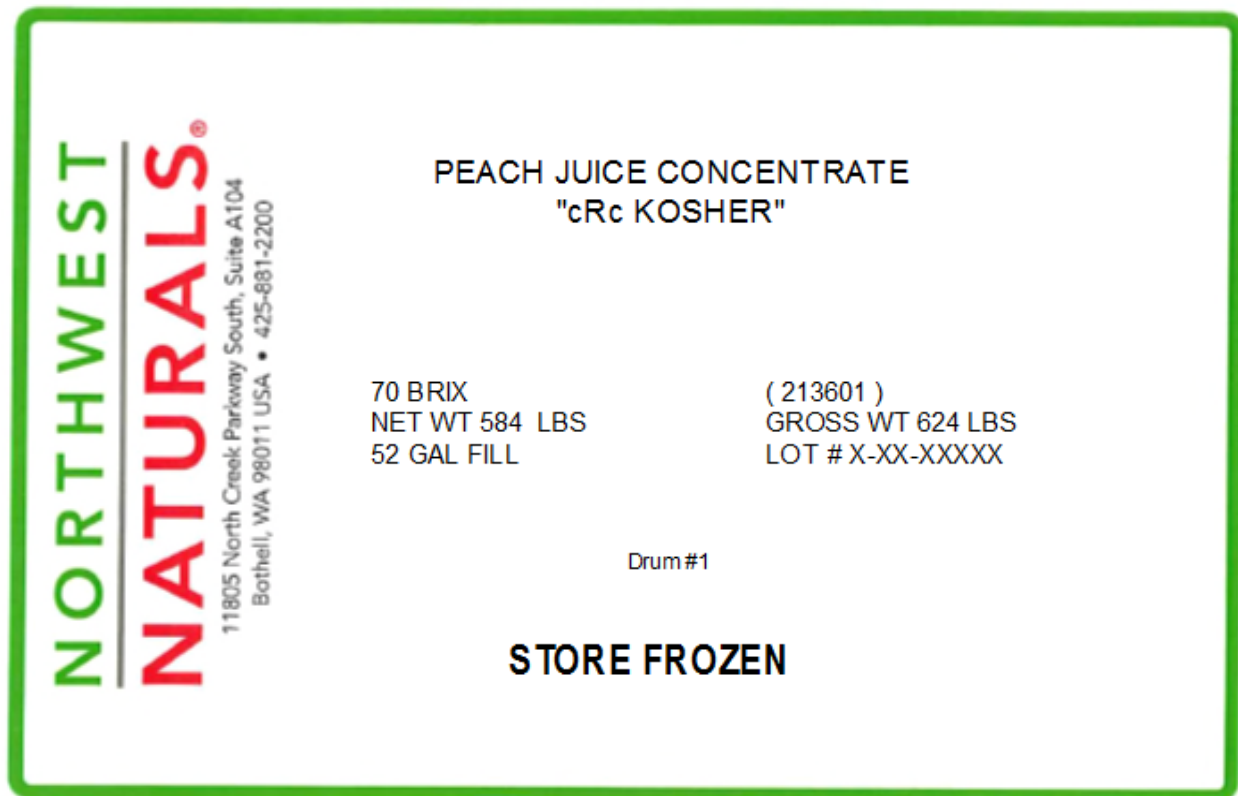 NORTHWEST
NATURALS®
11805 North Creek Parkway South, Suite A104
Bothell, WA 98011 USA • 425-881-2200
PEACH JUICE CONCENTRATE
"cRc KOSHER"
70 BRIX ( 213601 )
NET WT 584 LBS GROSS WT 624 LBS
52 GAL FILL LOT # X-XX-XXXXX
Drum #1
STORE FROZEN